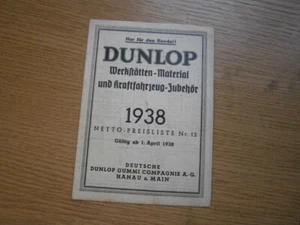 Nur für den Handel!
DUNLOP
Werkstätten-Material
und Kraftfahrzeug-Zubehör
1938
NETTO-PREISLISTE Nr. 12
Gültig ab 1. April 1938
DEUTSCHE
DUNLOP GUMMI COMPAGNIE A.-G.
HANAU a. MAIN